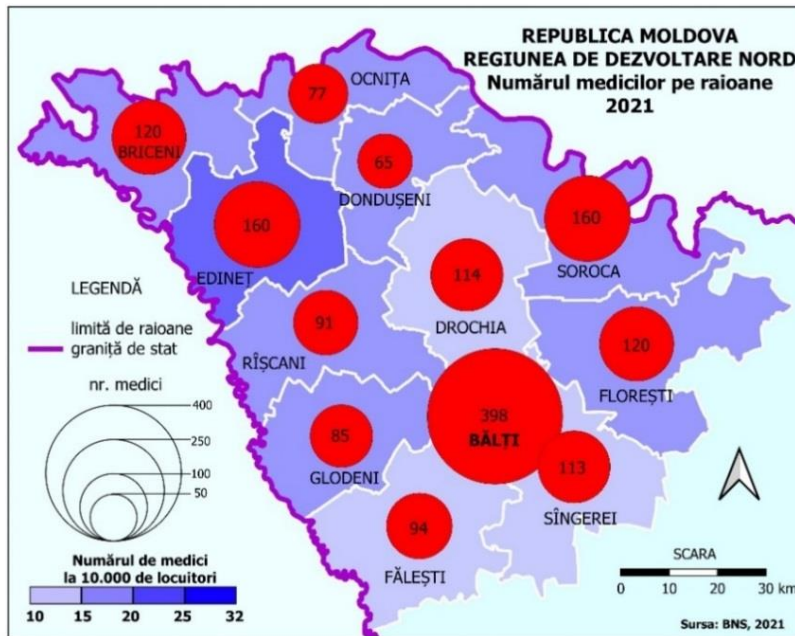 REPUBLICA MOLDOVA
REGIUNEA DE DEZVOLTARE NORD
Numărul medicilor pe raioane
2021
OCNIȚA
77
120
BRICENI
65
DONDUȘENI
160
EDINEȚ
160
SOROCA
114
DROCHIA
91
RÎȘCANI
120
FLOREȘTI
398
BĂLȚI
85
GLODENI
113
SÎNGEREI
94
FĂLEȘTI
LEGENDĂ
limită de raioane
graniță de stat
nr. medici
400
250
100
50
Numărul de medici
la 10.000 de locuitori
10 15 20 25 32
SCARA
0 10 20 30 km
Sursa: BNS, 2021